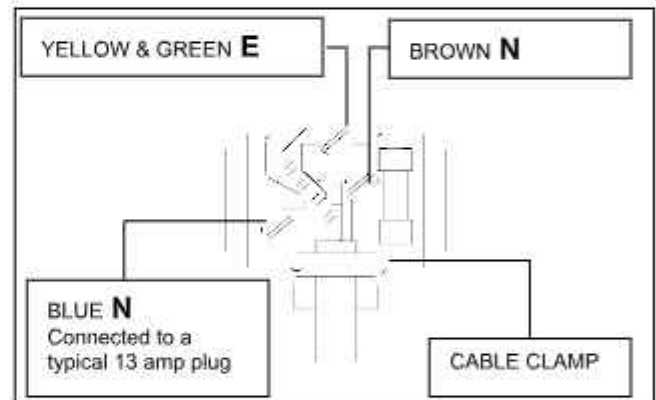 YELLOW & GREEN E
BROWN N
BLUE N
Connected to a
typical 13 amp plug
CABLE CLAMP